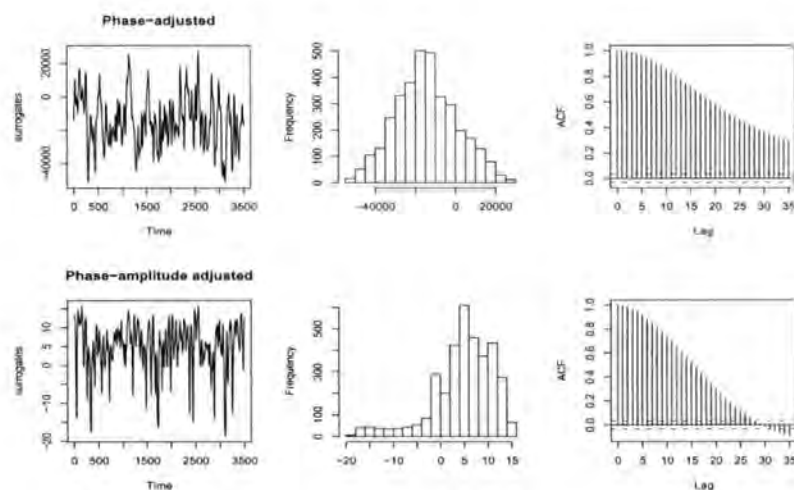 Phase-adjusted
surrogates
-40000
0
20000
0 500 1500 2500 3500
Time
Frequency
0 100 200 300 400 500
-40000 0 20000
ACF
0.0 0.2 0.4 0.6 0.8 1.0
0 5 10 15 20 25 30 35
Lag
Phase-amplitude adjusted
surrogates
-20 -10 0 5 10
0 500 1500 2500 3500
Time
Frequency
0 100 300 500
-20 -10 -5 0 5 10 15
ACF
0.0 0.2 0.4 0.6 0.8 1.0
0 5 10 15 20 25 30 35
Lag